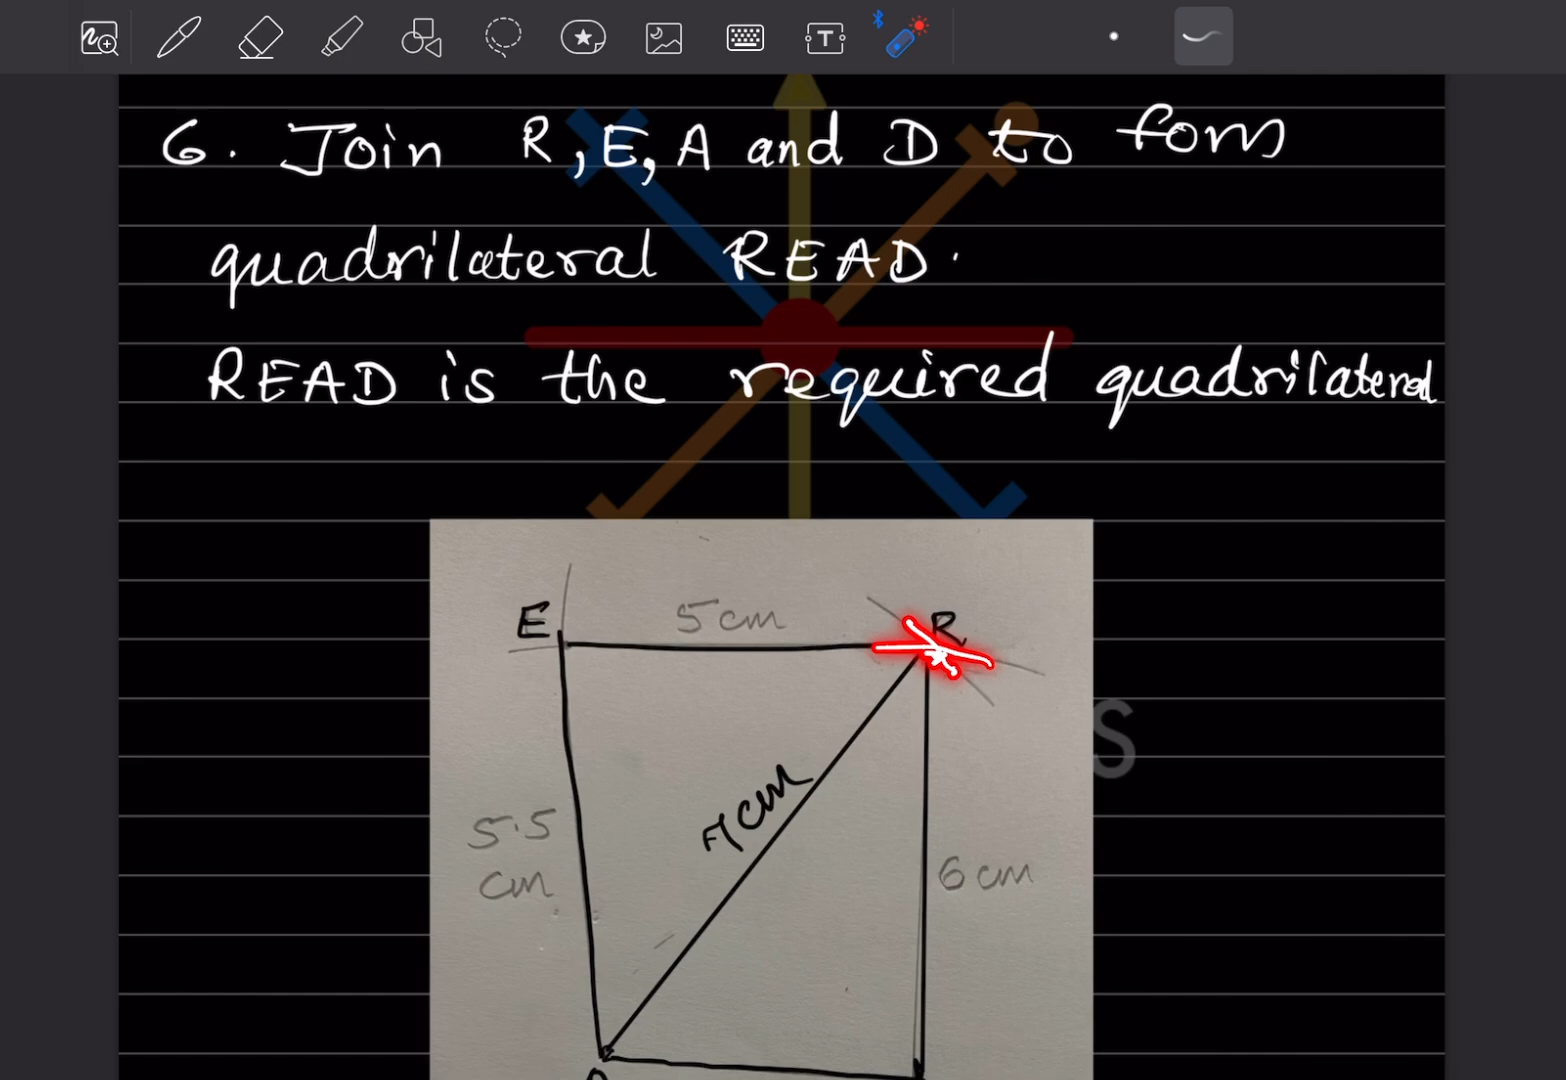 6. Join R, E, A and D to form
quadrilateral READ.
READ is the required quadrilateral
E 5 cm R
7 cm
5.5
cm
6 cm
S